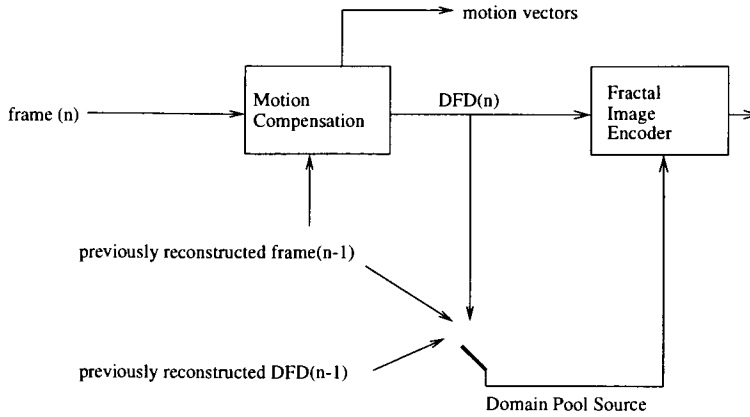 motion vectors
frame (n)
Motion
Compensation
DFD(n)
Fractal
Image
Encoder
previously reconstructed frame(n-1)
previously reconstructed DFD(n-1)
Domain Pool Source